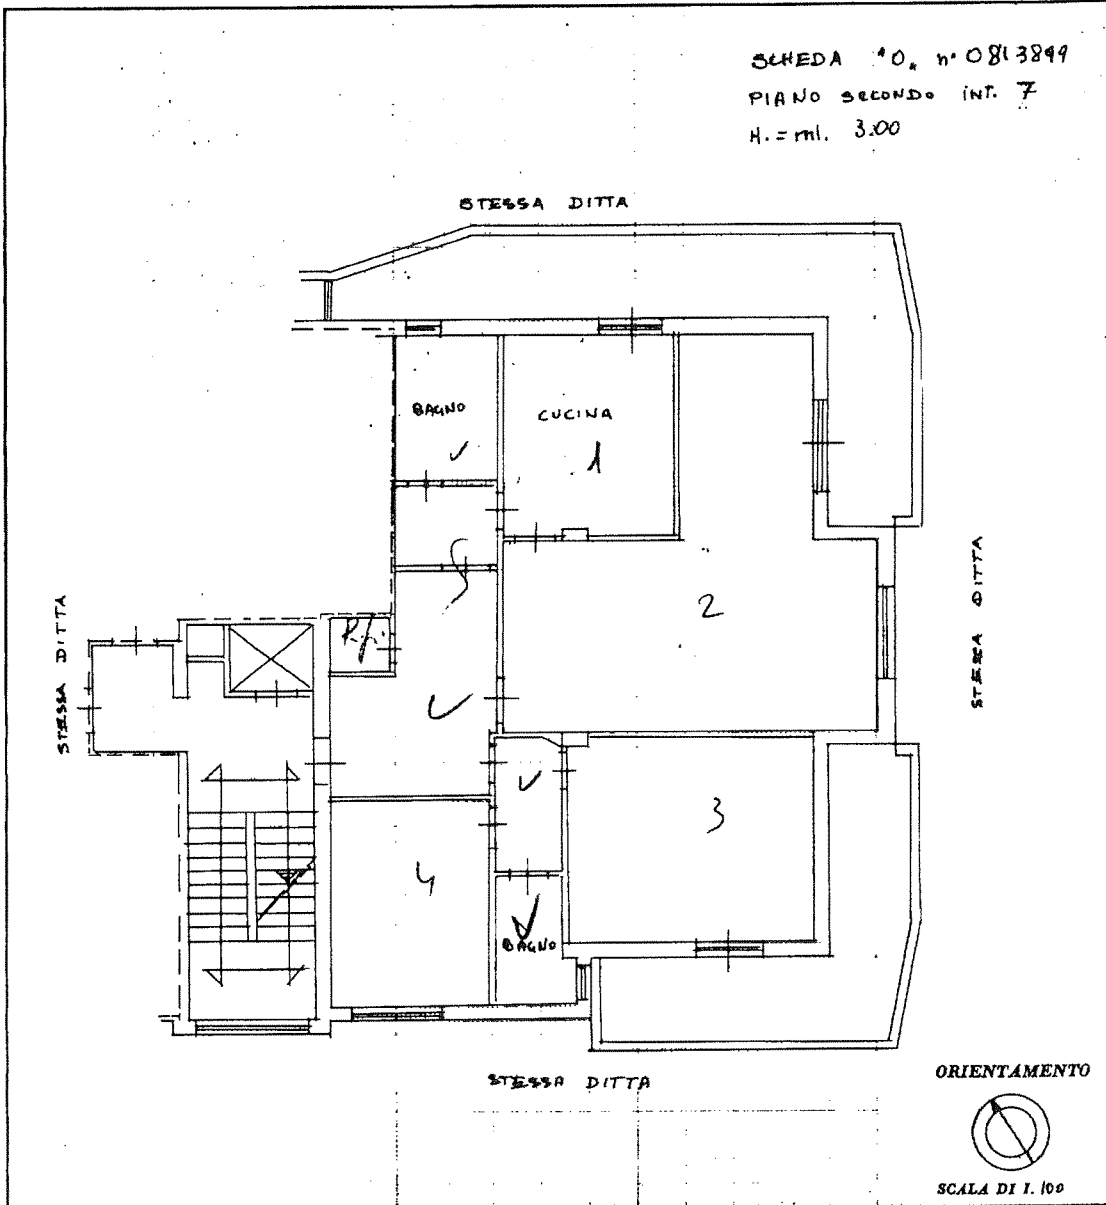 SCHEDA "O" n° 0813899
PIANO SECONDO INT. 7
H. = ml. 3.00
STESSA DITTA
BAGNO
CUCINA
1
2
STESSA DITTA
STESSA DITTA
3
4
BAGNO
STESSA DITTA
ORIENTAMENTO
SCALA DI 1. 100